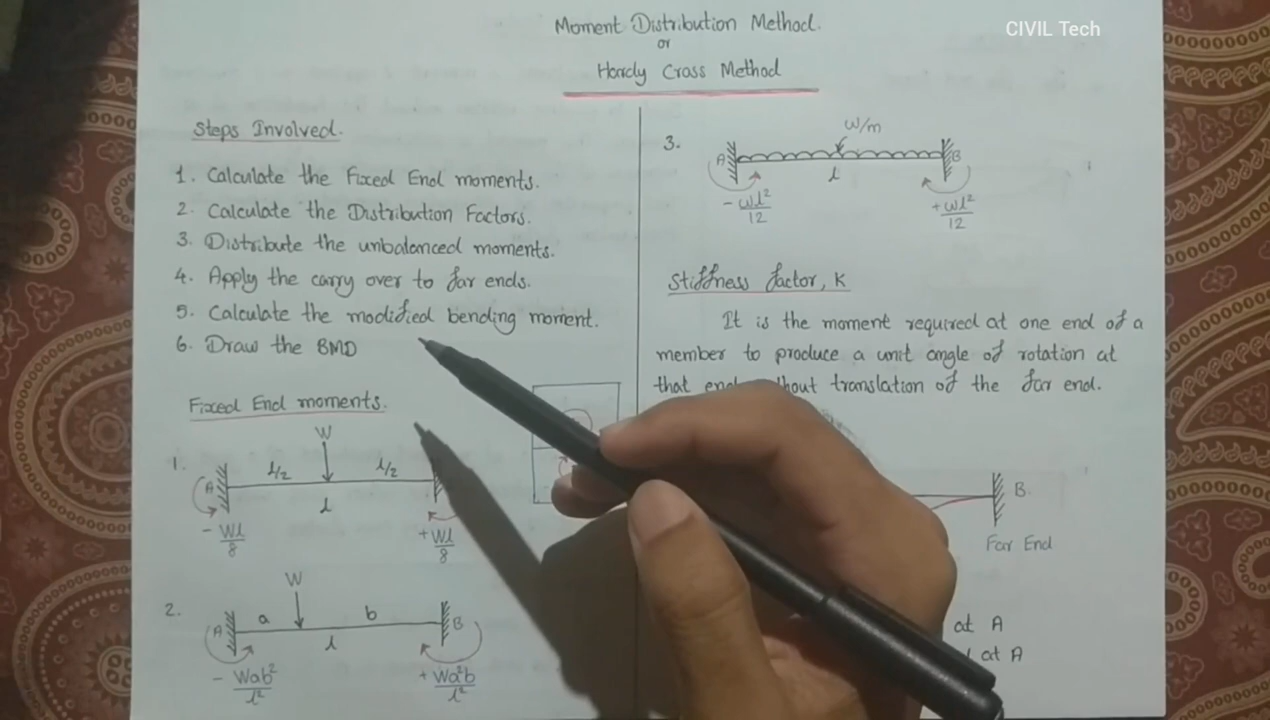 CIVIL Tech
Moment Distribution Method.
or
Hardy Cross Method
Steps Involved.
1. Calculate the Fixed End moments.
2. Calculate the Distribution Factors.
3. Distribute the unbalanced moments.
4. Apply the carry over to far ends.
5. Calculate the modified bending moment.
6. Draw the BMD
Fixed End moments.
1.
W
l/2 l/2
A
l
- Wl/8 + Wl/8
2.
W
a b
A B
l
- Wab²/l² + Wa²b/l²
3.
W/m
A B
l
- wl²/12 + wl²/12
Stiffness factor, K
It is the moment required at one end of a
member to produce a unit angle of rotation at
that end without translation of the far end.
B
Far End
at A
at A